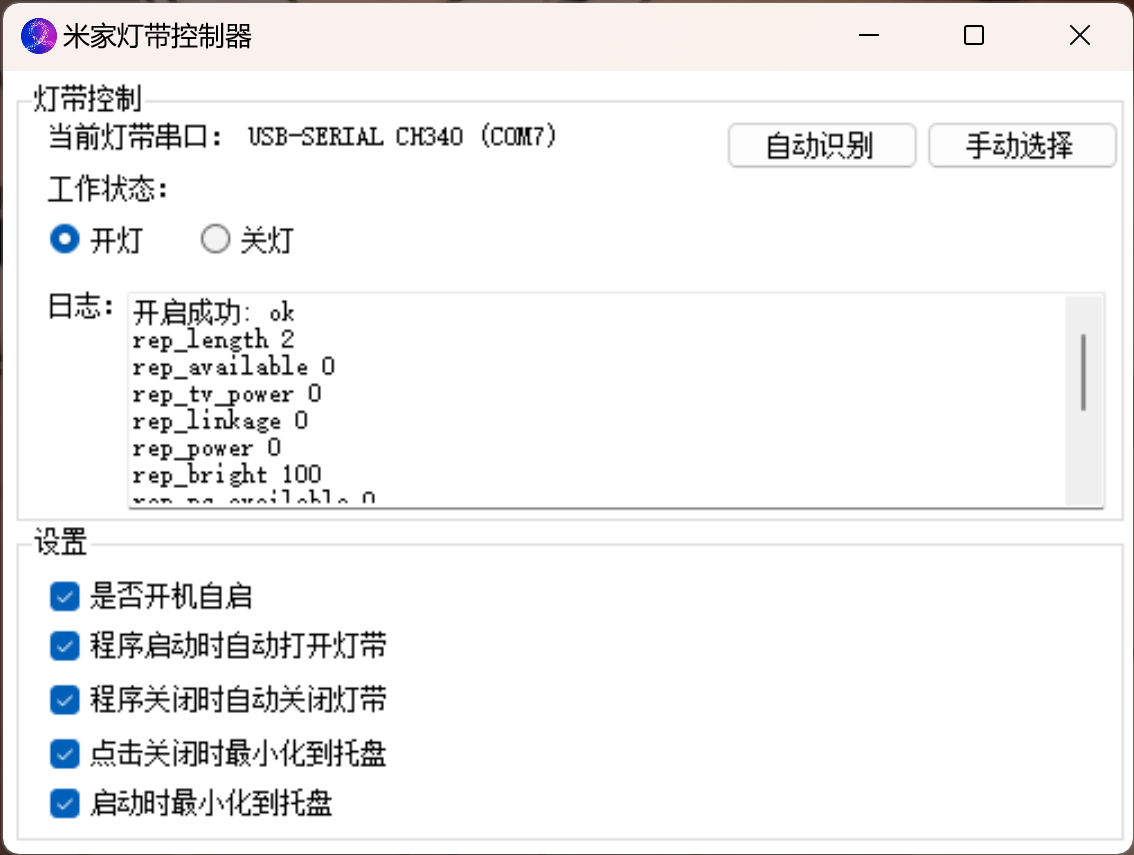 米家灯带控制器
灯带控制
当前灯带串口： USB-SERIAL CH340 (COM7)
自动识别
手动选择
工作状态：
开灯
关灯
日志：
开启成功: ok
rep_length 2
rep_available 0
rep_tv_power 0
rep_linkage 0
rep_power 0
rep_bright 100
rep_pc_available 0
设置
是否开机自启
程序启动时自动打开灯带
程序关闭时自动关闭灯带
点击关闭时最小化到托盘
启动时最小化到托盘